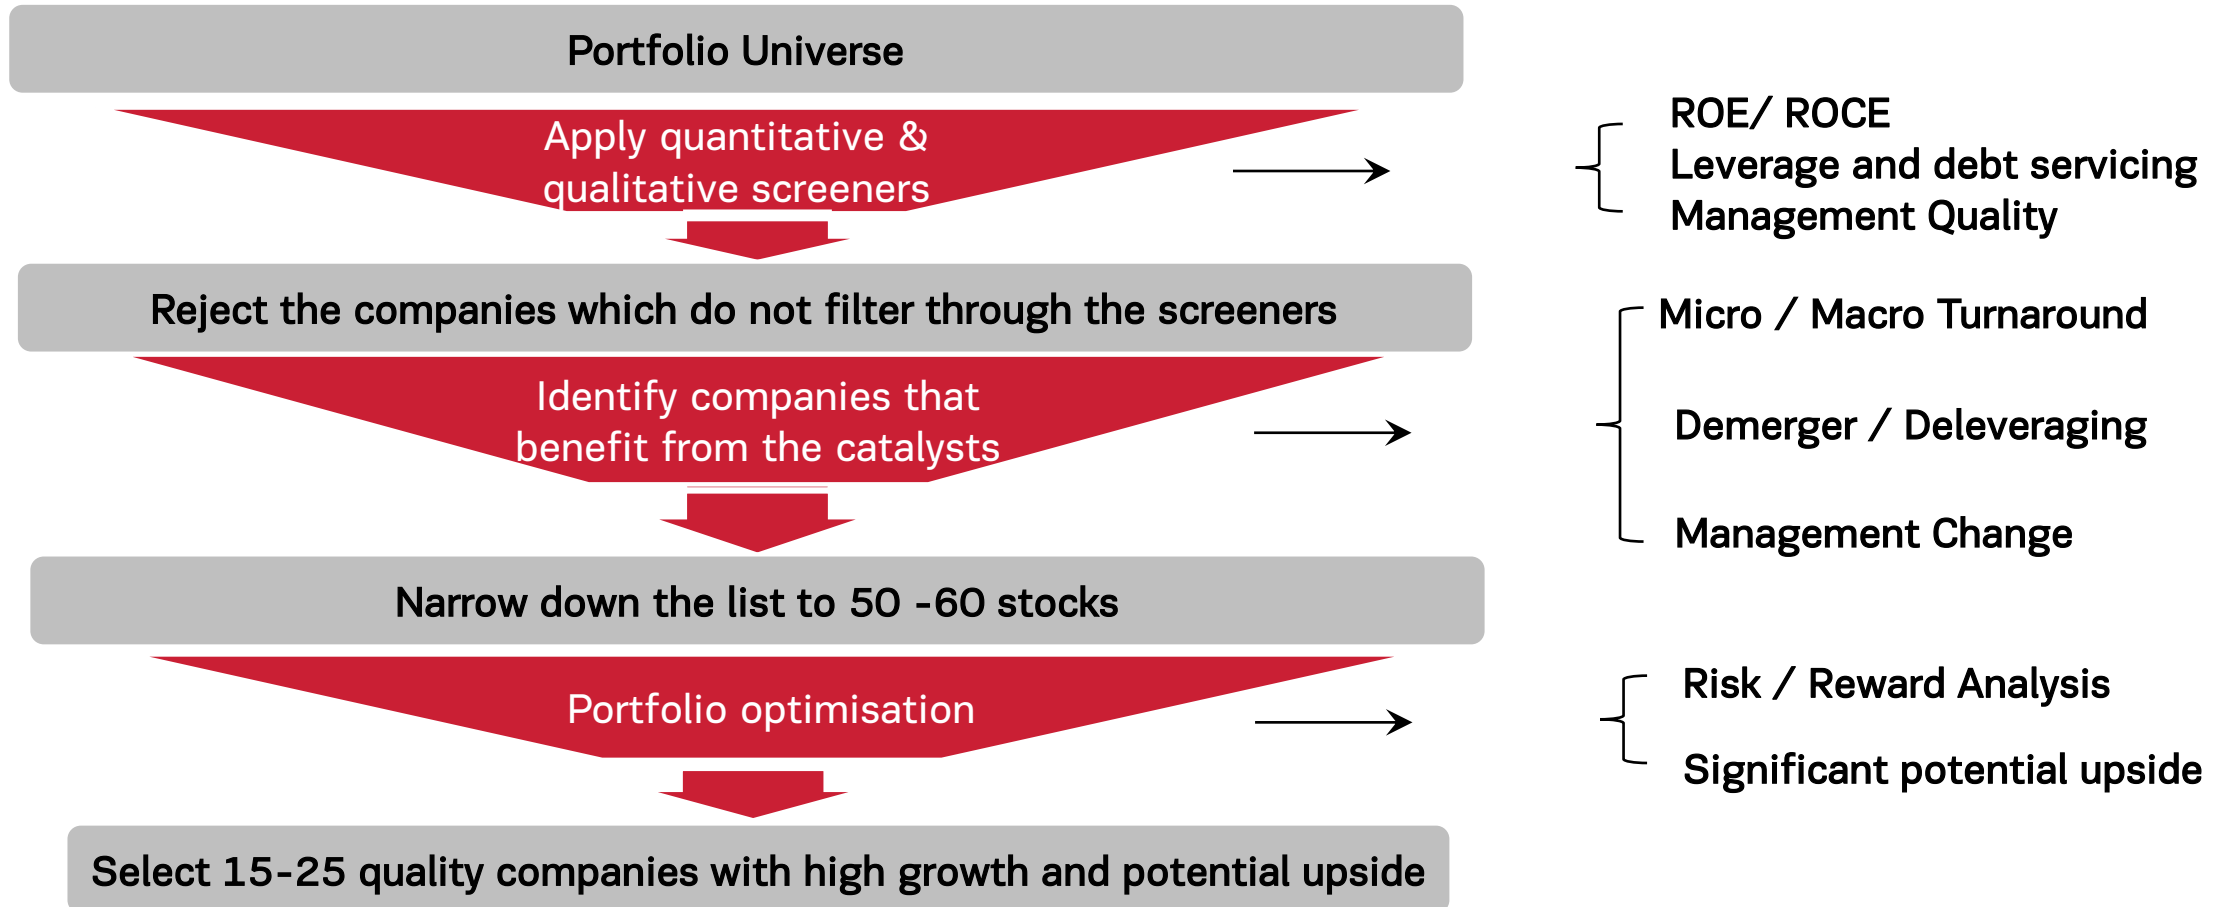 Portfolio Universe
Apply quantitative &
qualitative screeners
ROE/ ROCE
Leverage and debt servicing
Management Quality
Reject the companies which do not filter through the screeners
Identify companies that
benefit from the catalysts
Micro / Macro Turnaround
Demerger / Deleveraging
Management Change
Narrow down the list to 50 -60 stocks
Portfolio optimisation
Risk / Reward Analysis
Significant potential upside
Select 15-25 quality companies with high growth and potential upside